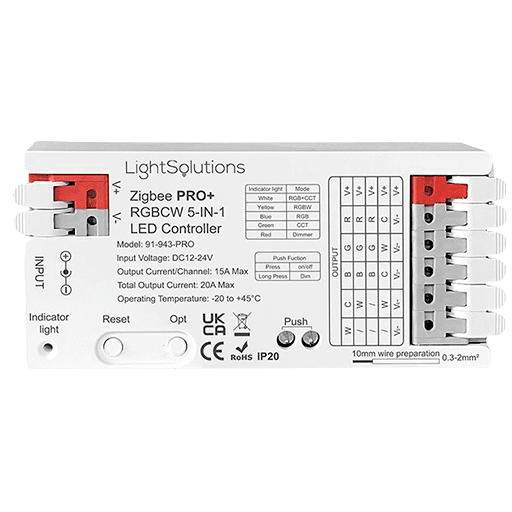 LightSolutions
Zigbee PRO+
RGBCW 5-IN-1
LED Controller
Model: 91-943-PRO
Input Voltage: DC12-24V
Output Current/Channel: 15A Max
Total Output Current: 20A Max
Operating Temperature: -20 to +45°C
V+
V-
INPUT
+
-
Indicator light
Reset
Opt
UK
CA
CE
RoHS
IP20
Indicator light Mode
White RGB+CCT
Yellow RGBW
Blue RGB
Green CCT
Red Dimmer
Push Fuction
Press on/off
Long Press Dim
Push
OUTPUT
V+ V+ V+ V+ V+
R R R C V-
G G G W V-
B B B / V-
C W / / V-
W / / / V-
10mm wire preparation
0.3-2mm²